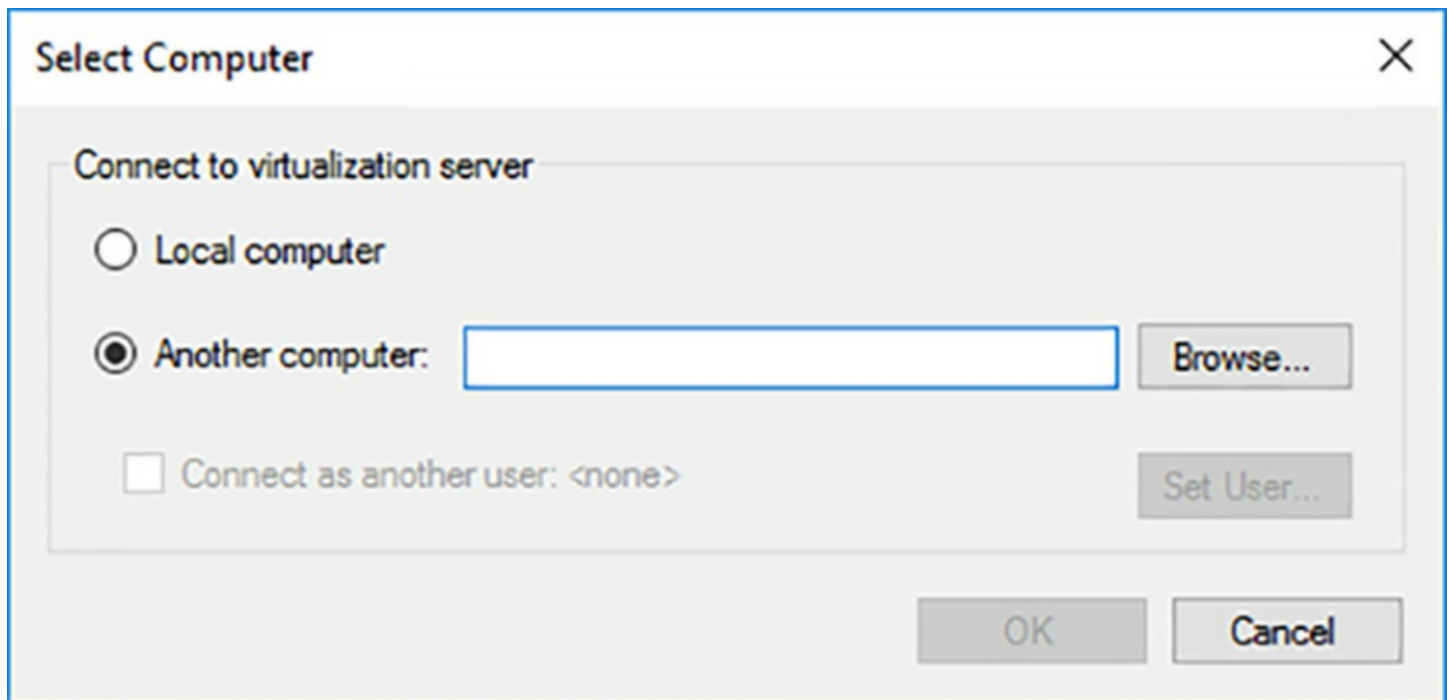 Select Computer
Connect to virtualization server
Local computer
Another computer: Browse...
Connect as another user: <none> Set User...
OK Cancel